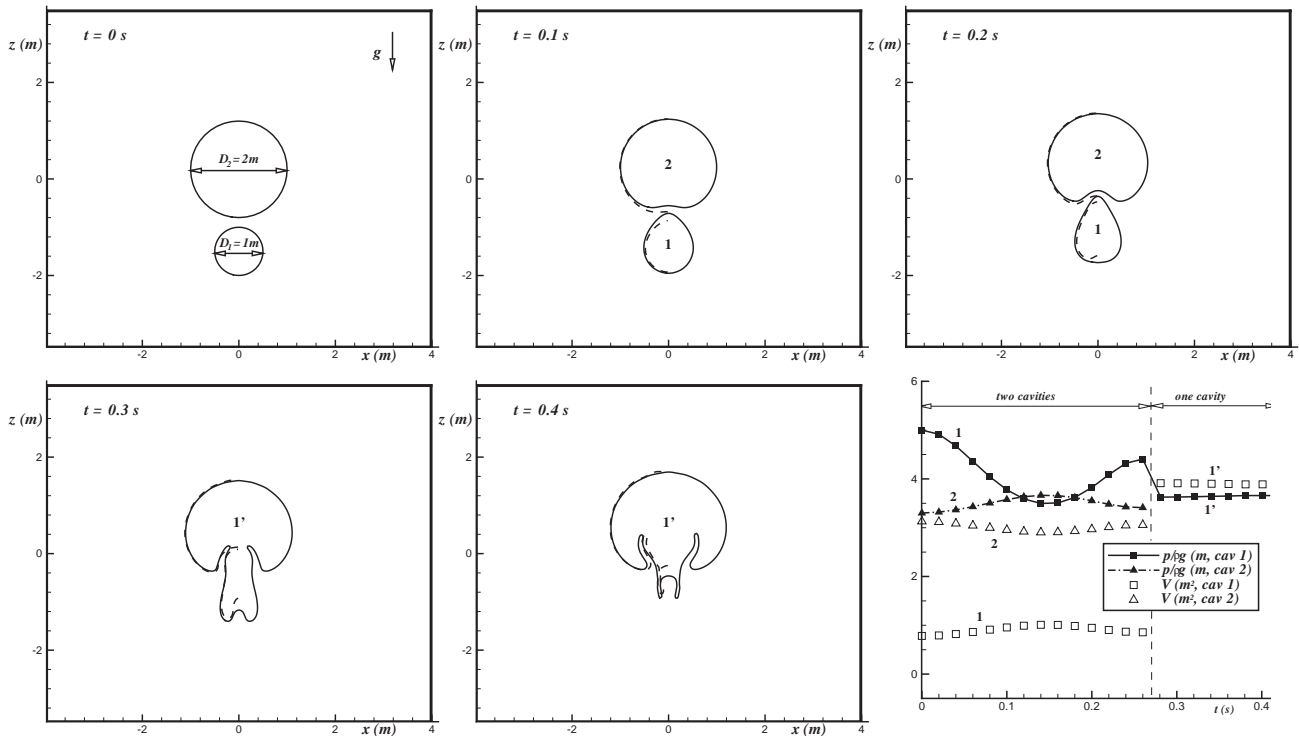 t = 0 s
z (m)
g
2
0
-2
D2 = 2m
D1 = 1m
-2
0
2
x (m)
4
t = 0.1 s
z (m)
2
0
-2
2
1
-2
0
2
x (m)
4
t = 0.2 s
z (m)
2
0
-2
2
1
-2
0
2
x (m)
4
t = 0.3 s
z (m)
2
0
-2
1’
-2
0
2
x (m)
4
t = 0.4 s
z (m)
2
0
-2
1’
-2
0
2
x (m)
4
6
4
2
0
two cavities
one cavity
1
2
2
1
1’
1’
p/ρg (m, cav 1)
p/ρg (m, cav 2)
V (m², cav 1)
V (m², cav 2)
0
0.1
0.2
0.3
0.4
t (s)